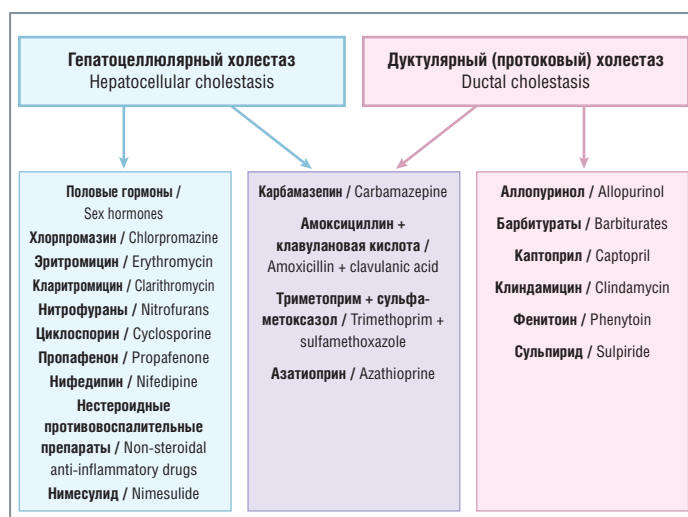 Гепатоцеллюлярный холестаз
Hepatocellular cholestasis
Дуктулярный (протоковый) холестаз
Ductal cholestasis
Половые гормоны /
Sex hormones
Хлорпромазин / Chlorpromazine
Эритромицин / Erythromycin
Кларитромицин / Clarithromycin
Нитрофураны / Nitrofurans
Циклоспорин / Cyclosporine
Пропафенон / Propafenone
Нифедипин / Nifedipine
Нестероидные
противовоспалительные
препараты / Non-steroidal
anti-inflammatory drugs
Нимесулид / Nimesulide
Карбамазепин / Carbamazepine
Амоксициллин +
клавулановая кислота /
Amoxicillin + clavulanic acid
Триметоприм + сульфа-
метоксазол / Trimethoprim +
sulfamethoxazole
Азатиоприн / Azathioprine
Аллопуринол / Allopurinol
Барбитураты / Barbiturates
Каптоприл / Captopril
Клиндамицин / Clindamycin
Фенитоин / Phenytoin
Сульпирид / Sulpiride